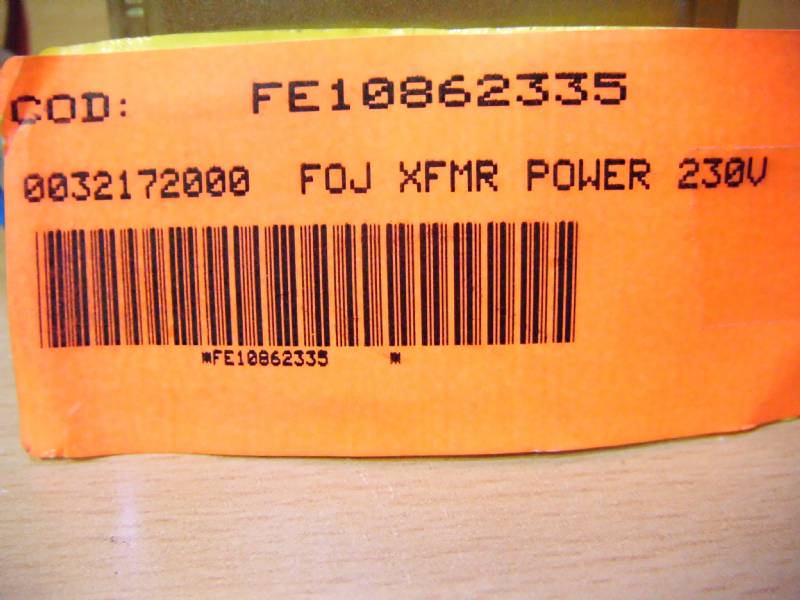 COD: FE10862335
0032172000 FOJ XFMR POWER 230V
*FE10862335 *